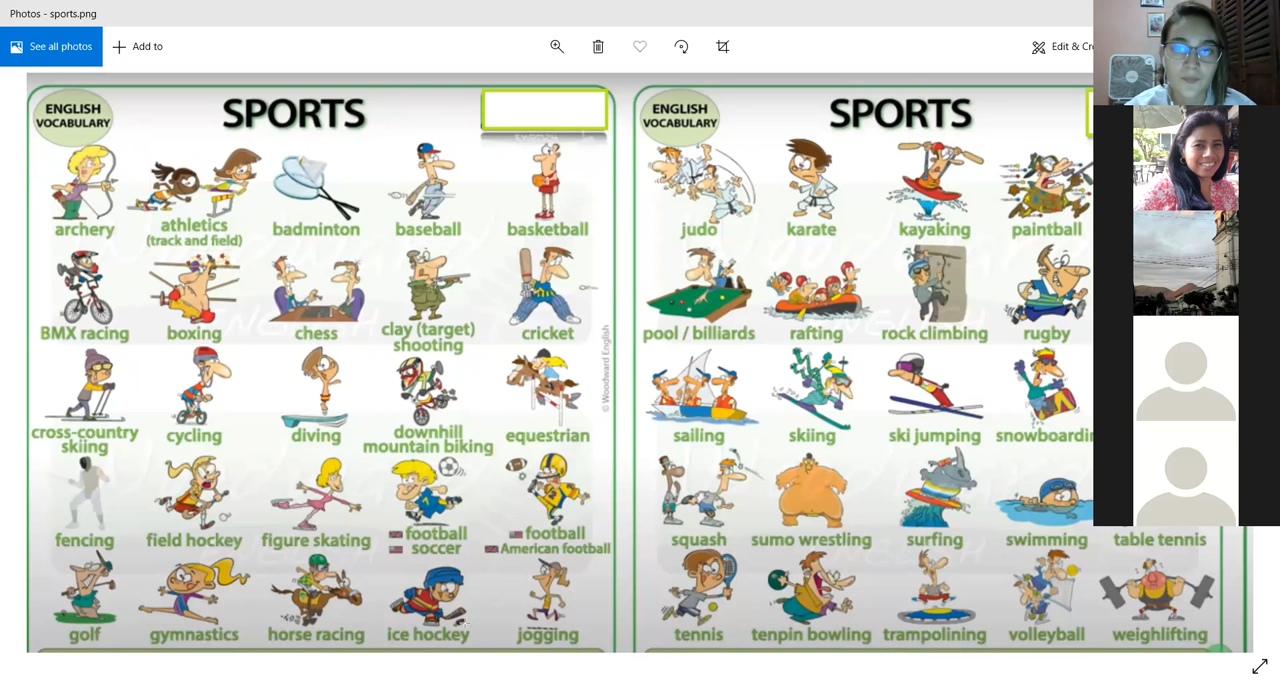 Photos - sports.png
See all photos
Add to
Edit & Cr
ENGLISH
VOCABULARY
SPORTS
archery
athletics
(track and field)
badminton
baseball
basketball
BMX racing
boxing
chess
clay (target)
shooting
cricket
cross-country
skiing
cycling
diving
downhill
mountain biking
equestrian
fencing
field hockey
figure skating
football
soccer
football
American football
golf
gymnastics
horse racing
ice hockey
jogging
© Woodward English
ENGLISH
VOCABULARY
SPORTS
judo
karate
kayaking
paintball
pool / billiards
rafting
rock climbing
rugby
sailing
skiing
ski jumping
snowboardin
squash
sumo wrestling
surfing
swimming
table tennis
tennis
tenpin bowling
trampolining
volleyball
weighlifting